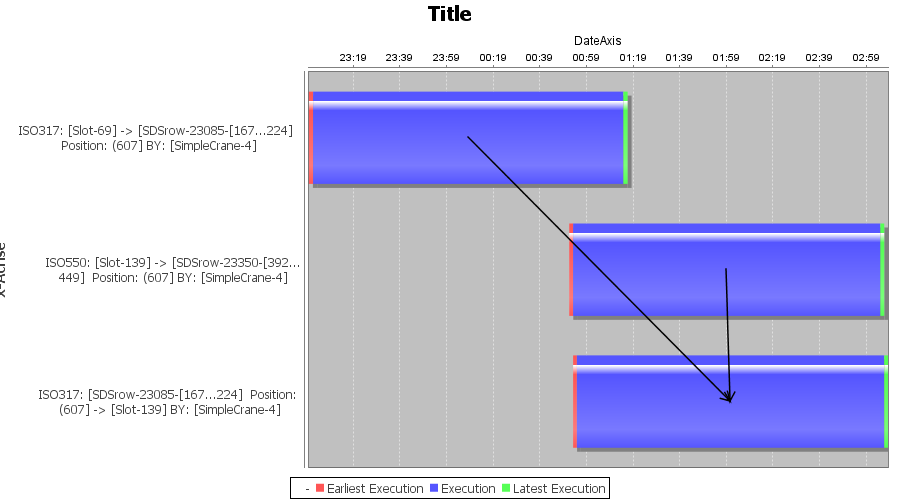 Title
DateAxis
23:19 23:39 23:59 00:19 00:39 00:59 01:19 01:39 01:59 02:19 02:39 02:59
ISO317: [Slot-69] -> [SDSrow-23085-[167...224]
Position: (607] BY: [SimpleCrane-4]
ISO550: [Slot-139] -> [SDSrow-23350-[392...
449] Position: (607] BY: [SimpleCrane-4]
ISO317: [SDSrow-23085-[167...224] Position:
(607] -> [Slot-139] BY: [SimpleCrane-4]
- Earliest Execution Execution Latest Execution